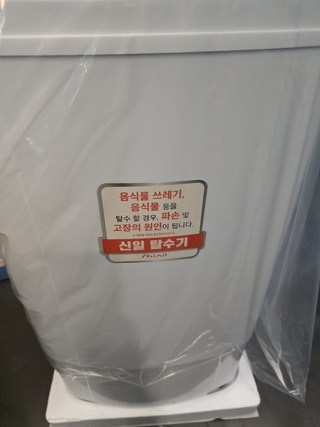 음식물 쓰레기,
음식물 등을
탈수 할 경우, 파손 및
고장의 원인이 됩니다.
신일 탈수기
Shinil